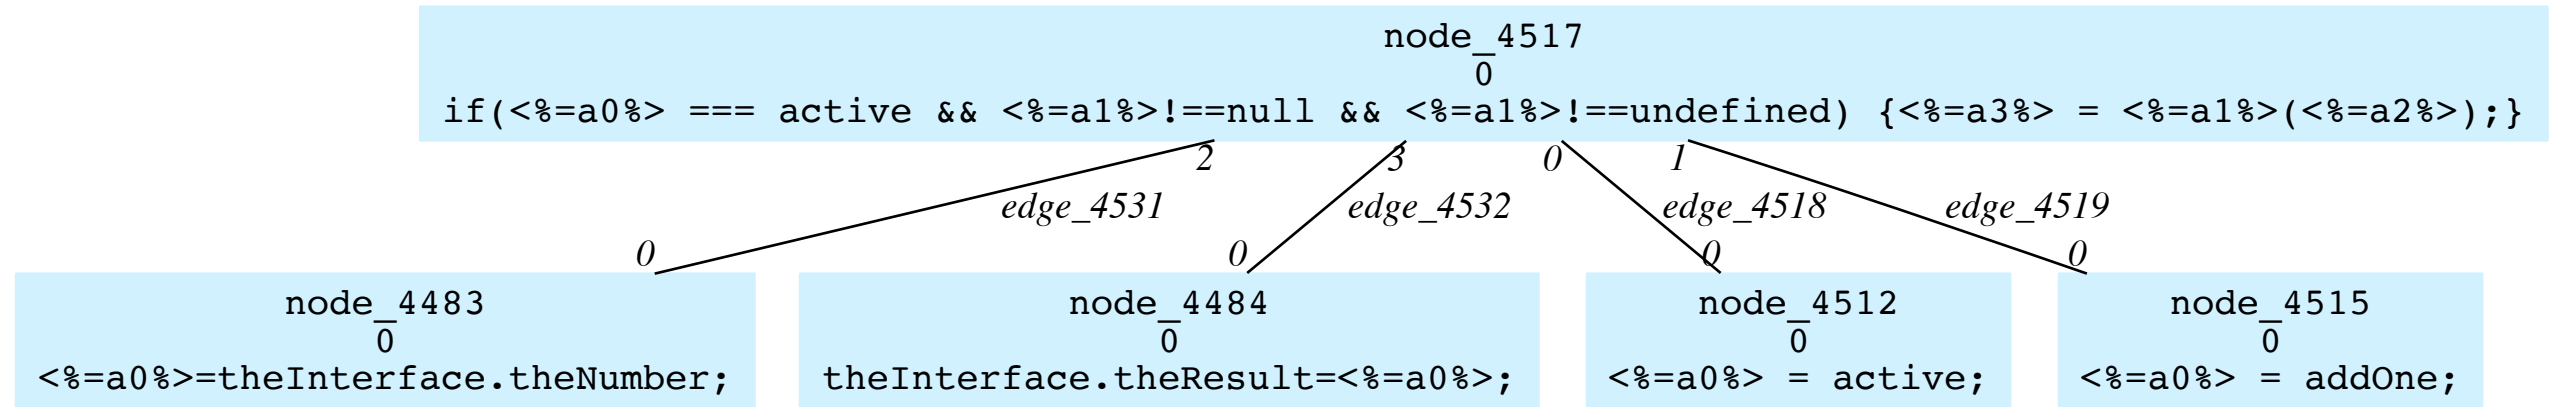 node_4517
0
if(<%=a0%> === active && <%=a1%>!==null && <%=a1%>!==undefined) {<%=a3%> = <%=a1%>(<%=a2%>);}
2 3 0 1
edge_4531 edge_4532 edge_4518 edge_4519
0 0 0 0
node_4483 node_4484 node_4512 node_4515
0 0 0 0
<%=a0%>=theInterface.theNumber; theInterface.theResult=<%=a0%>; <%=a0%> = active; <%=a0%> = addOne;